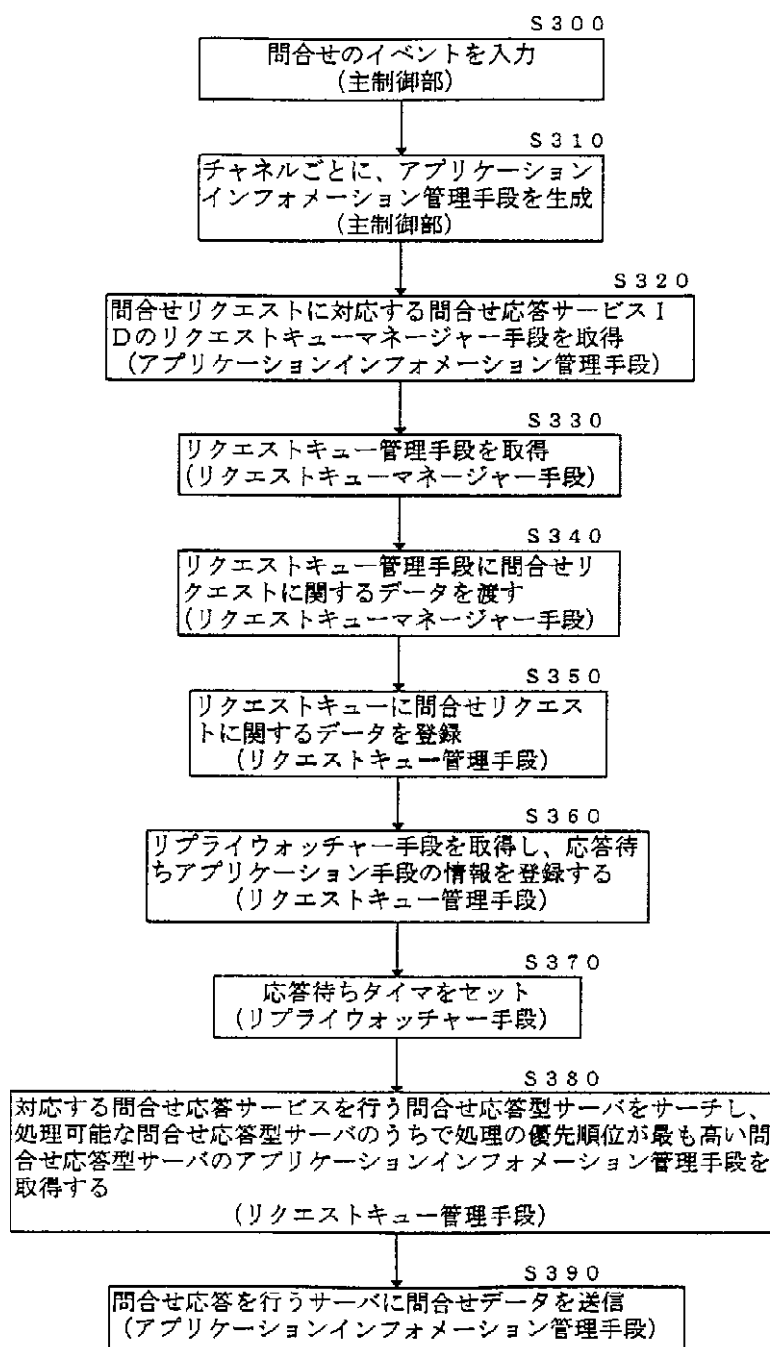 S300
問合せのイベントを入力
(主制御部)
S310
チャネルごとに、アプリケーション
インフォメーション管理手段を生成
(主制御部)
S320
問合せリクエストに対応する問合せ応答サービスI
Dのリクエストキューマネージャー手段を取得
(アプリケーションインフォメーション管理手段)
S330
リクエストキュー管理手段を取得
(リクエストキューマネージャー手段)
S340
リクエストキュー管理手段に問合せリ
クエストに関するデータを渡す
(リクエストキューマネージャー手段)
S350
リクエストキューに問合せリクエス
トに関するデータを登録
(リクエストキュー管理手段)
S360
リプライウォッチャー手段を取得し、応答待
ちアプリケーション手段の情報を登録する
(リクエストキュー管理手段)
S370
応答待ちタイマをセット
(リプライウォッチャー手段)
S380
対応する問合せ応答サービスを行う問合せ応答型サーバをサーチし、
処理可能な問合せ応答型サーバのうちで処理の優先順位が最も高い問
合せ応答型サーバのアプリケーションインフォメーション管理手段を
取得する
(リクエストキュー管理手段)
S390
問合せ応答を行うサーバに問合せデータを送信
(アプリケーションインフォメーション管理手段)